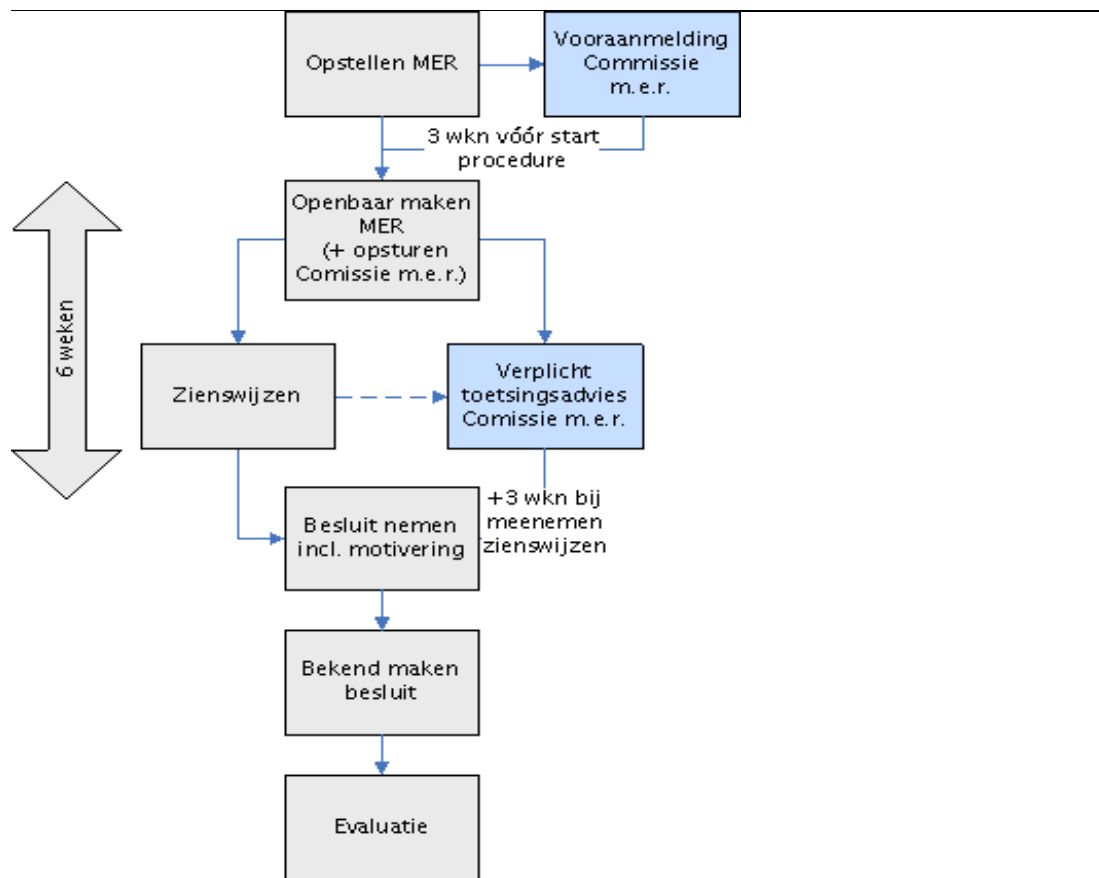 Opstellen MER
Vooraanmelding
Commissie
m.e.r.
3 wkn vóór start
procedure
Openbaar maken
MER
(+ opsturen
Comissie m.e.r.)
6 weken
Zienswijzen
Verplicht
toetsingsadvies
Comissie m.e.r.
+3 wkn bij
meenemen
zienswijzen
Besluit nemen
incl. motivering
Bekend maken
besluit
Evaluatie